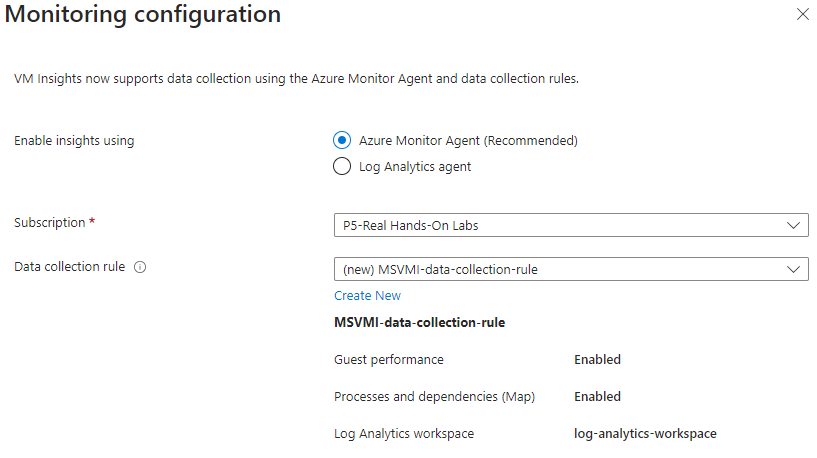 Monitoring configuration
VM Insights now supports data collection using the Azure Monitor Agent and data collection rules.
Enable insights using
Azure Monitor Agent (Recommended)
Log Analytics agent
Subscription *
P5-Real Hands-On Labs
Data collection rule
(new) MSVMI-data-collection-rule
Create New
MSVMI-data-collection-rule
Guest performance Enabled
Processes and dependencies (Map) Enabled
Log Analytics workspace log-analytics-workspace